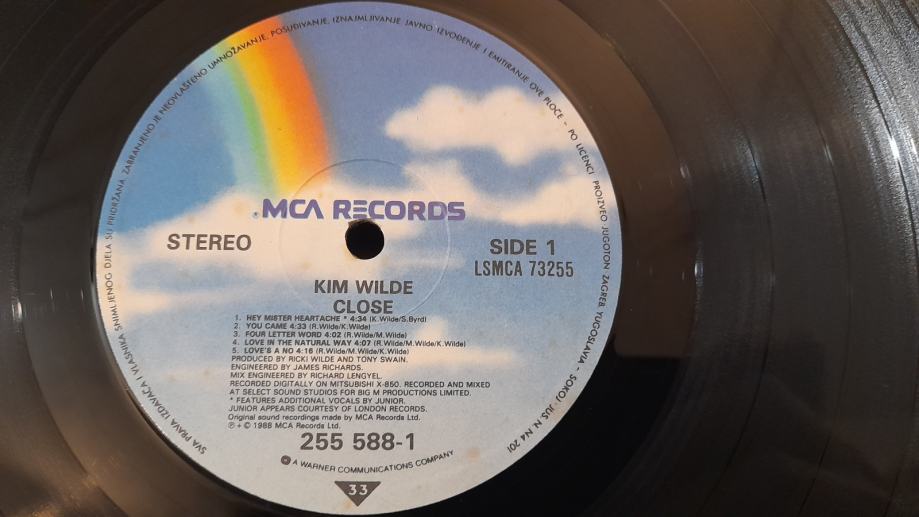 SVA PRAVA IZDAVAČA I VLASNIKA SNIMLJENOG DJELA SU PRIDRŽANA. ZABRANJENO JE NEOVLAŠTENO UMNOŽAVANJE, POSUĐIVANJE, IZNAJMLJIVANJE JAVNO IZVOĐENJE I EMITIRANJE OVE PLOČE – PO LICENCI PROIZVEO JUGOTON ZAGREB YUGOSLAVIA – SOKOJ JUS N. N4 201
MCA RECORDS
STEREO
SIDE 1
LSMCA 73255
KIM WILDE
CLOSE
1. HEY MISTER HEARTACHE * 4:34 (K.Wilde/S.Byrd)
2. YOU CAME 4:33 (R.Wilde/K.Wilde)
3. FOUR LETTER WORD 4:02 (R.Wilde/M.Wilde)
4. LOVE IN THE NATURAL WAY 4:07 (R.Wilde/M.Wilde/K.Wilde)
5. LOVE'S A NO 4:16 (R.Wilde/M.Wilde/K.Wilde)
PRODUCED BY RICKI WILDE AND TONY SWAIN.
ENGINEERED BY JAMES RICHARDS.
MIX ENGINEERED BY RICHARD LENGYEL.
RECORDED DIGITALLY ON MITSUBISHI X-850. RECORDED AND MIXED
AT SELECT SOUND STUDIOS FOR BIG M PRODUCTIONS LIMITED.
* FEATURES ADDITIONAL VOCALS BY JUNIOR.
JUNIOR APPEARS COURTESY OF LONDON RECORDS.
Original sound recordings made by MCA Records Ltd.
℗ + © 1988 MCA Records Ltd.
255 588-1
A WARNER COMMUNICATIONS COMPANY
33